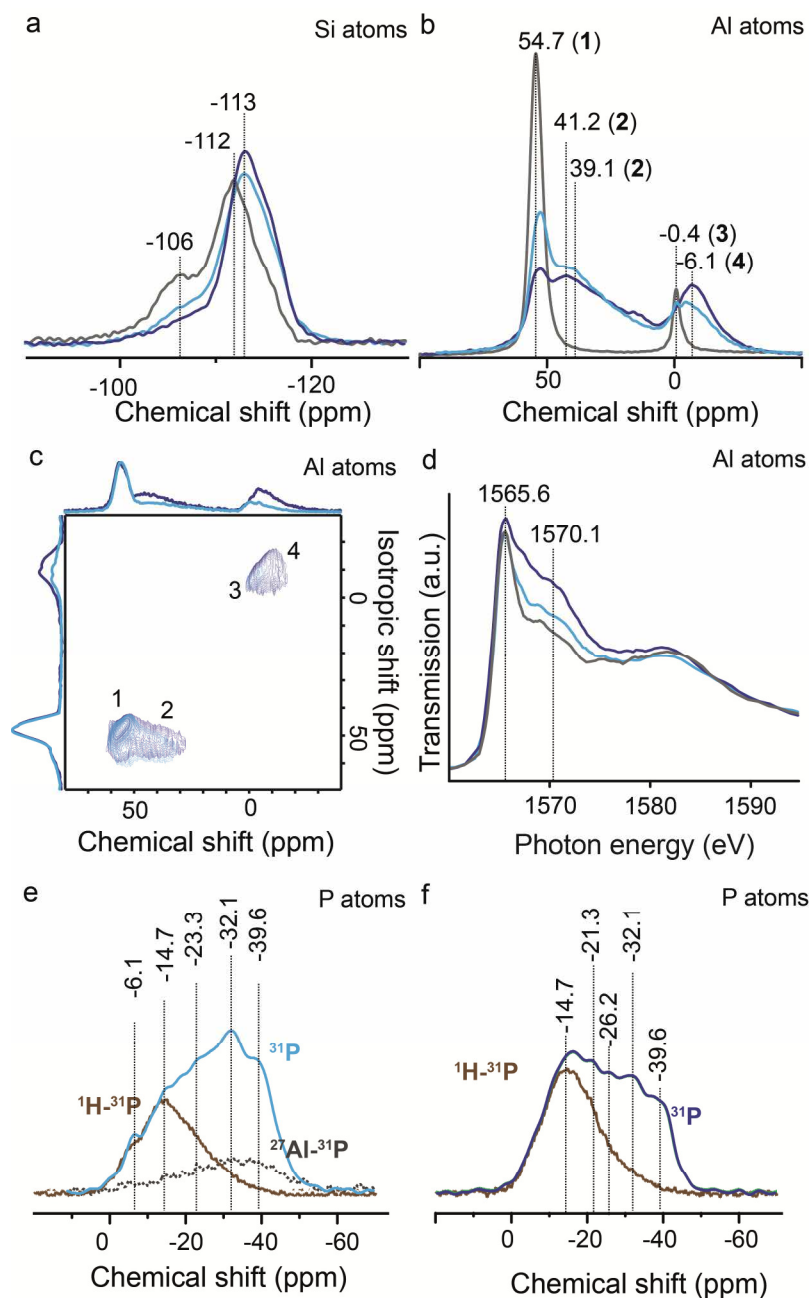 a
Si atoms
-113
-112
-106
-100
-120
Chemical shift (ppm)
b
Al atoms
54.7 (1)
41.2 (2)
39.1 (2)
-0.4 (3)
-6.1 (4)
50
0
Chemical shift (ppm)
c
Al atoms
4
3
1
2
0
50
Isotropic shift (ppm)
50
0
Chemical shift (ppm)
d
Al atoms
1565.6
1570.1
Transmission (a.u.)
1570
1580
1590
Photon energy (eV)
e
P atoms
-6.1
-14.7
-23.3
-32.1
-39.6
³¹P
¹H-³¹P
²⁷Al-³¹P
0
-20
-40
-60
Chemical shift (ppm)
f
P atoms
-14.7
-21.3
-26.2
-32.1
-39.6
¹H-³¹P
³¹P
0
-20
-40
-60
Chemical shift (ppm)